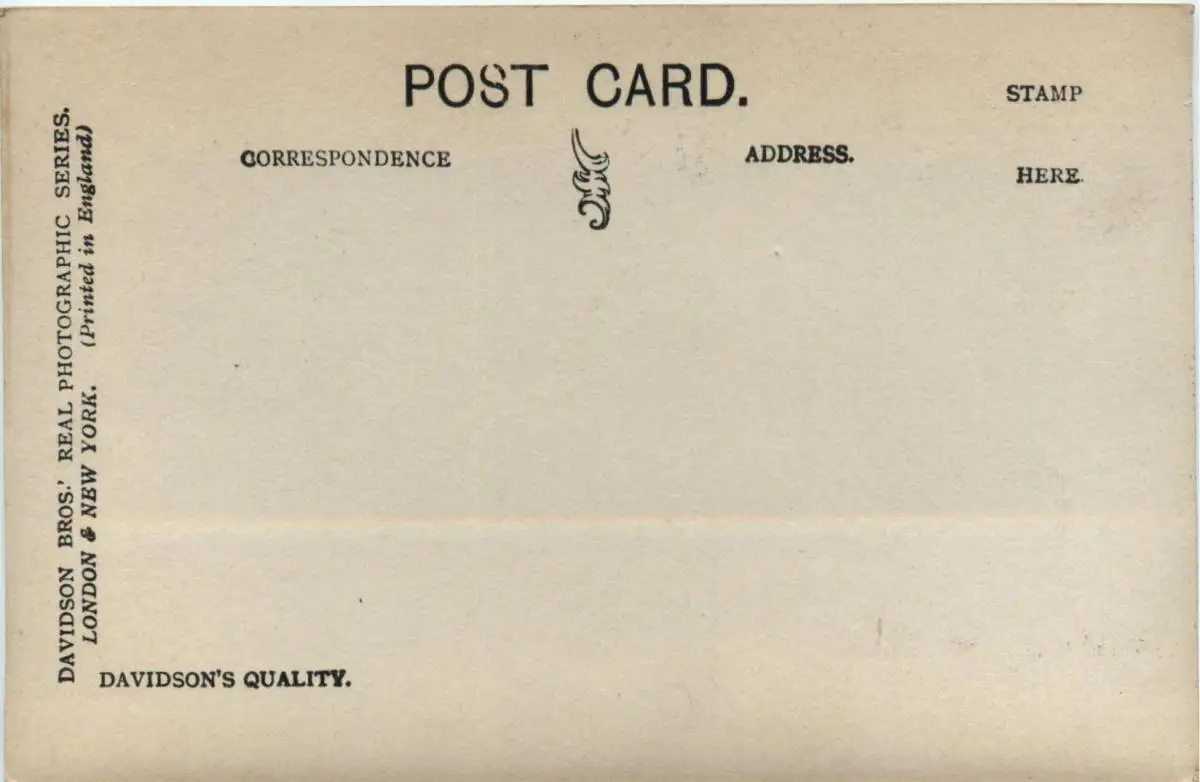 POST CARD.
STAMP
HERE.
CORRESPONDENCE
ADDRESS.
DAVIDSON BROS.' REAL PHOTOGRAPHIC SERIES.
LONDON & NEW YORK. (Printed in England)
DAVIDSON'S QUALITY.